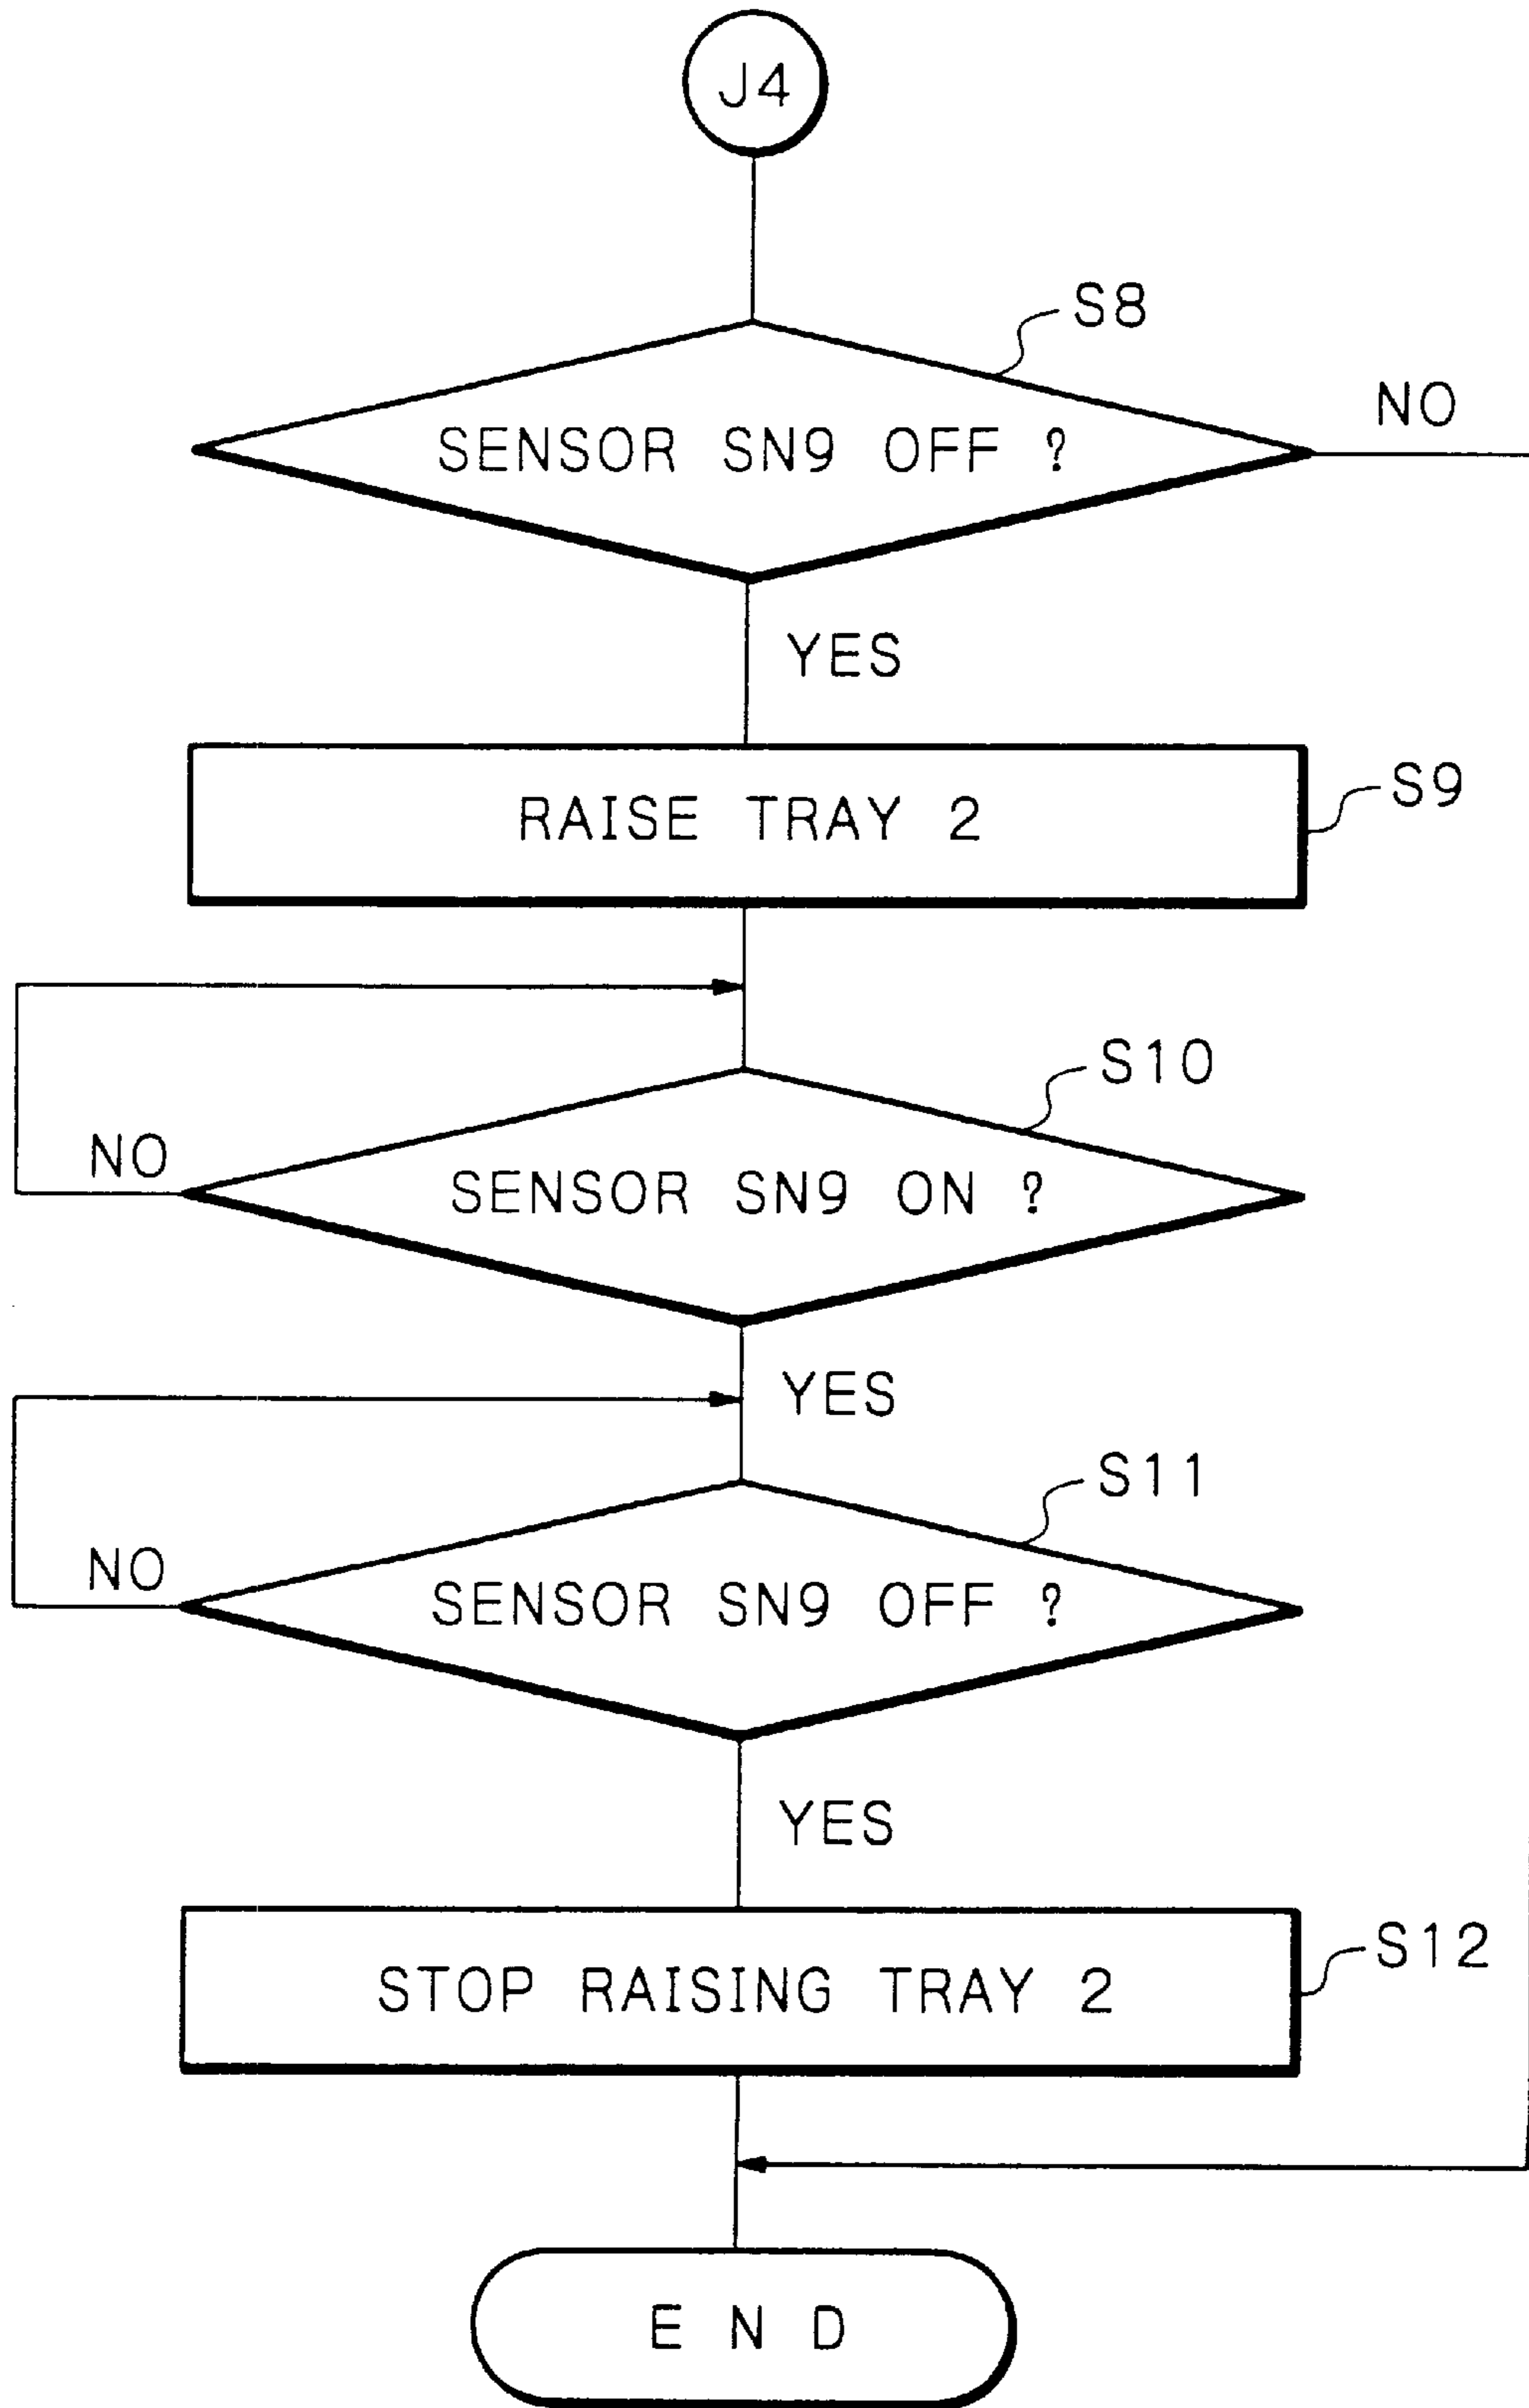 J4
S8
NO
SENSOR SN9 OFF ?
YES
RAISE TRAY 2
S9
S10
NO
SENSOR SN9 ON ?
YES
S11
NO
SENSOR SN9 OFF ?
YES
STOP RAISING TRAY 2
S12
E N D